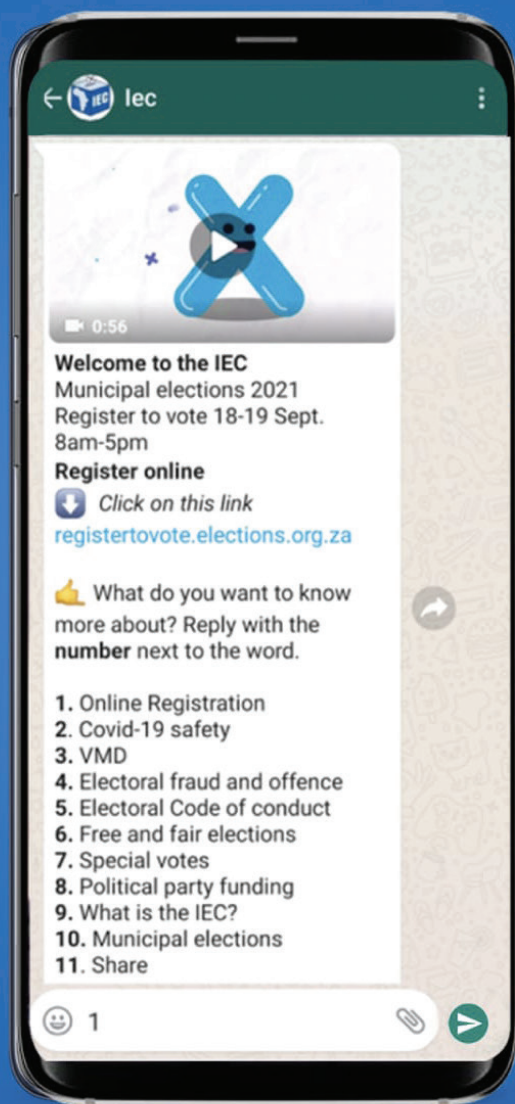 IEC
Iec
0:56
Welcome to the IEC
Municipal elections 2021
Register to vote 18-19 Sept.
8am-5pm
Register online
Click on this link
registertovote.elections.org.za
What do you want to know
more about? Reply with the
number next to the word.
1. Online Registration
2. Covid-19 safety
3. VMD
4. Electoral fraud and offence
5. Electoral Code of conduct
6. Free and fair elections
7. Special votes
8. Political party funding
9. What is the IEC?
10. Municipal elections
11. Share
1